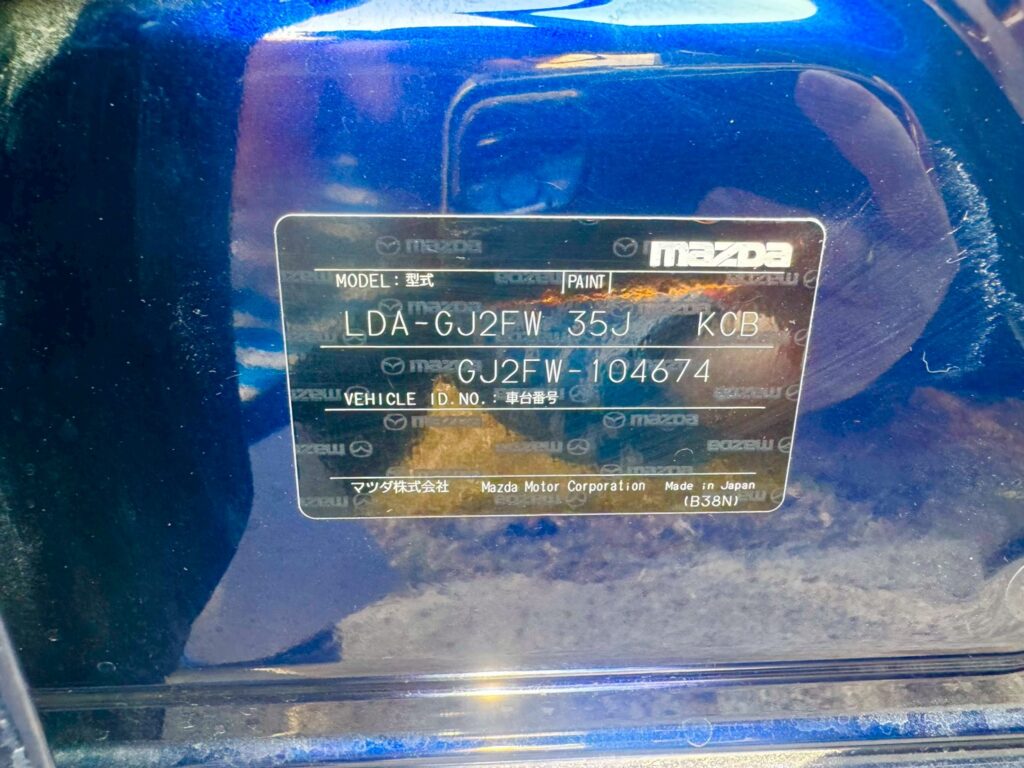 mazda
MODEL：型式 PAINT
LDA-GJ2FW 35J KCB
GJ2FW-104674
VEHICLE ID.NO.：車台番号
マツダ株式会社 Mazda Motor Corporation Made in Japan
(B38N)